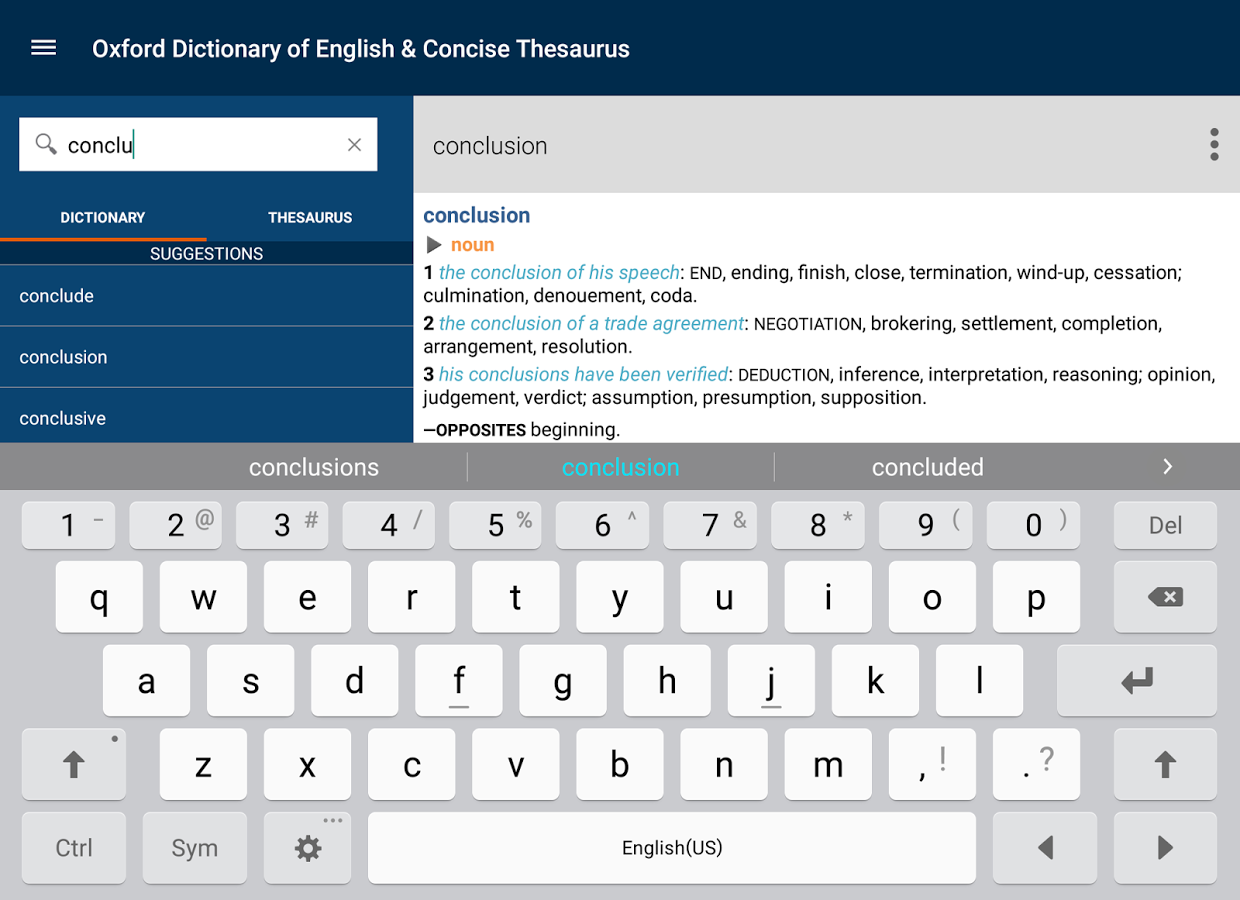 Oxford Dictionary of English & Concise Thesaurus
conclu
conclusion
DICTIONARY
THESAURUS
SUGGESTIONS
conclude
conclusion
conclusive
conclusion
noun
1 the conclusion of his speech: END, ending, finish, close, termination, wind-up, cessation;
culmination, denouement, coda.
2 the conclusion of a trade agreement: NEGOTIATION, brokering, settlement, completion,
arrangement, resolution.
3 his conclusions have been verified: DEDUCTION, inference, interpretation, reasoning; opinion,
judgement, verdict; assumption, presumption, supposition.
—OPPOSITES beginning.
conclusions conclusion concluded
1 - 2 @ 3 # 4 / 5 % 6 ^ 7 & 8 * 9 ( 0 ) Del
q w e r t y u i o p
a s d f g h j k l
z x c v b n m , ! . ?
Ctrl Sym English(US)